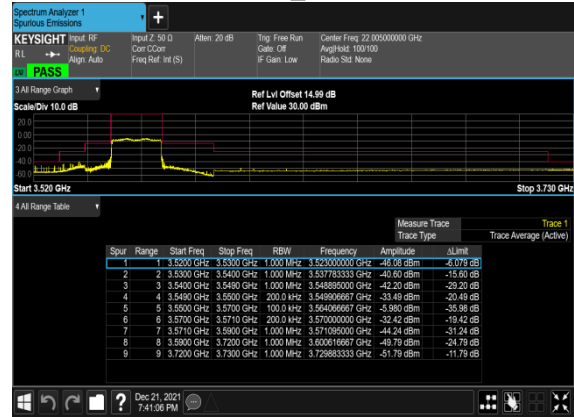 Spectrum Analyzer 1
Spurious Emissions
KEYSIGHT Input: RF
R L
Coupling: DC
Align: Auto
Input Z: 50 Ω
Corr CCorr
Freq Ref: Int (S)
Atten: 20 dB
Trig: Free Run
Gate: Off
IF Gain: Low
Center Freq: 22.005000000 GHz
Avg|Hold: 100/100
Radio Std: None
PASS
3 All Range Graph
Ref Lvl Offset 14.99 dB
Scale/Div 10.0 dB
Ref Value 30.00 dBm
20.0
0.00
-20.0
-40.0
-60.0
Start 3.520 GHz
Stop 3.730 GHz
4 All Range Table
Measure Trace Trace 1
Trace Type Trace Average (Active)
Spur Range Start Freq Stop Freq RBW Frequency Amplitude ΔLimit
1 1 3.5200 GHz 3.5300 GHz 1.000 MHz 3.523000000 GHz -46.08 dBm -6.079 dB
2 2 3.5300 GHz 3.5400 GHz 1.000 MHz 3.537783333 GHz -40.60 dBm -15.60 dB
3 3 3.5400 GHz 3.5490 GHz 1.000 MHz 3.548895000 GHz -42.20 dBm -29.20 dB
4 4 3.5490 GHz 3.5500 GHz 200.0 kHz 3.549906667 GHz -33.49 dBm -20.49 dB
5 5 3.5500 GHz 3.5700 GHz 100.0 kHz 3.564066667 GHz -5.980 dBm -35.98 dB
6 6 3.5700 GHz 3.5710 GHz 200.0 kHz 3.570000000 GHz -32.42 dBm -19.42 dB
7 7 3.5710 GHz 3.5900 GHz 1.000 MHz 3.571095000 GHz -44.24 dBm -31.24 dB
8 8 3.5900 GHz 3.7200 GHz 1.000 MHz 3.600616667 GHz -49.79 dBm -24.79 dB
9 9 3.7200 GHz 3.7300 GHz 1.000 MHz 3.729883333 GHz -51.79 dBm -11.79 dB
Dec 21, 2021
7:41:06 PM